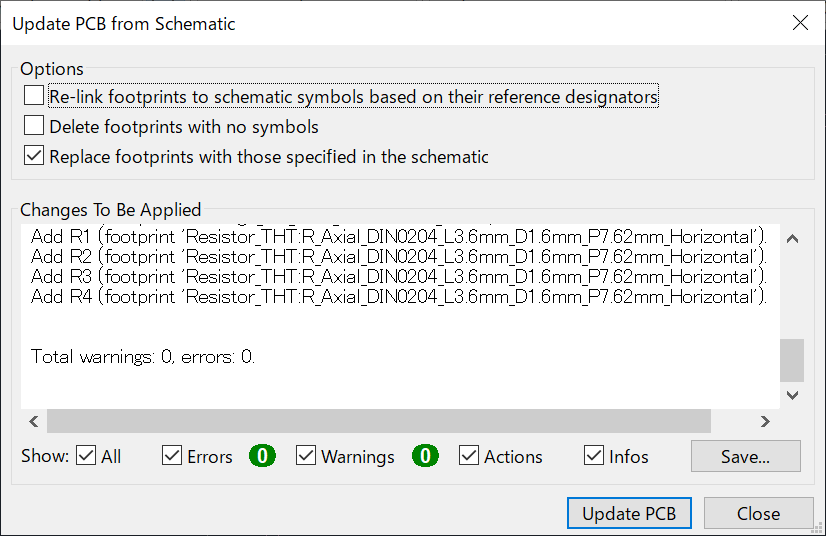 Update PCB from Schematic
Options
Re-link footprints to schematic symbols based on their reference designators
Delete footprints with no symbols
Replace footprints with those specified in the schematic
Changes To Be Applied
Add R1 (footprint 'Resistor_THT:R_Axial_DIN0204_L3.6mm_D1.6mm_P7.62mm_Horizontal').
Add R2 (footprint 'Resistor_THT:R_Axial_DIN0204_L3.6mm_D1.6mm_P7.62mm_Horizontal').
Add R3 (footprint 'Resistor_THT:R_Axial_DIN0204_L3.6mm_D1.6mm_P7.62mm_Horizontal').
Add R4 (footprint 'Resistor_THT:R_Axial_DIN0204_L3.6mm_D1.6mm_P7.62mm_Horizontal').
Total warnings: 0, errors: 0.
Show: All Errors 0 Warnings 0 Actions Infos Save...
Update PCB Close